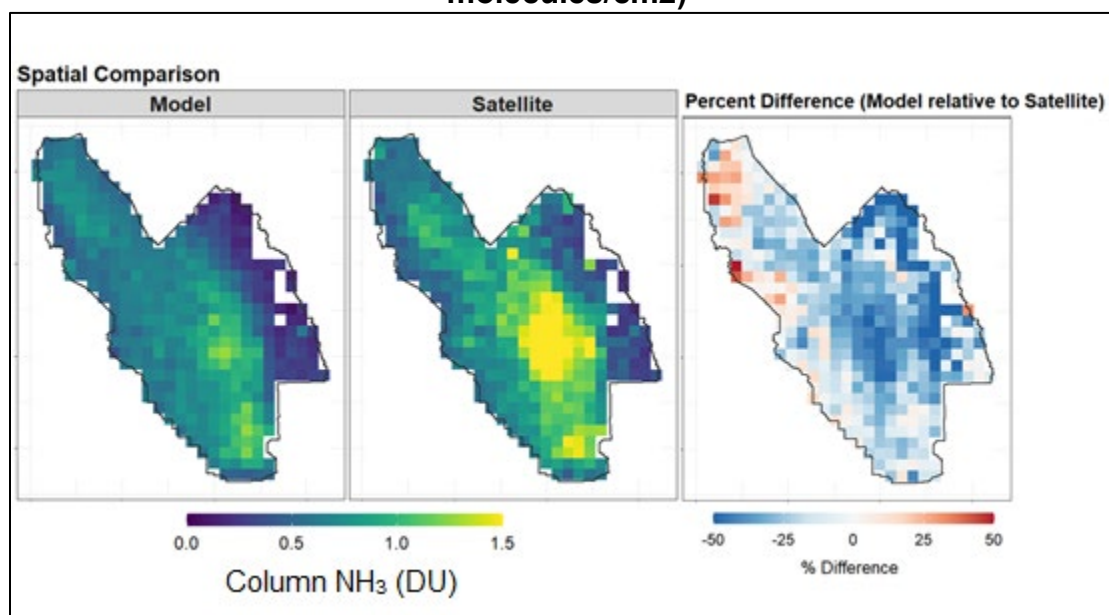 molecules/cm2)
Spatial Comparison
Model
Satellite
Percent Difference (Model relative to Satellite)
0.0 0.5 1.0 1.5
Column NH₃ (DU)
-50 -25 0 25 50
% Difference